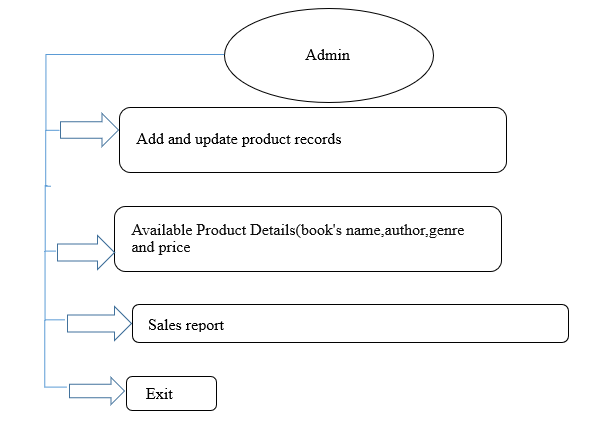 Admin
Add and update product records
Available Product Details(book's name,author,genre
and price
Sales report
Exit